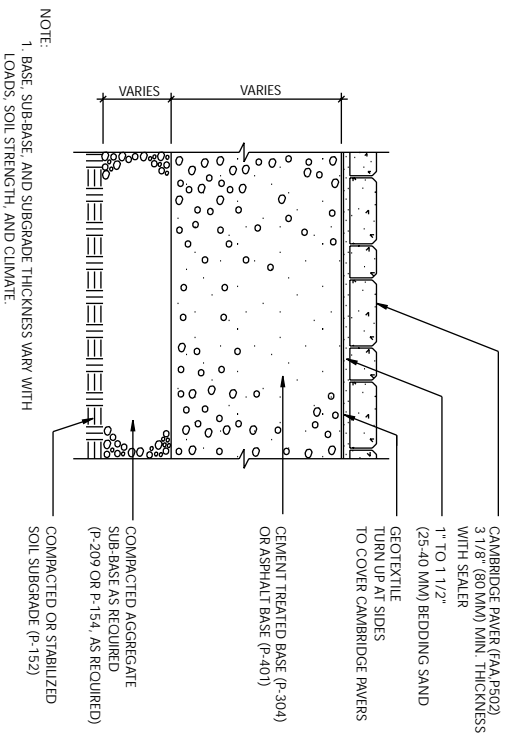 CAMBRIDGE PAVER (FAA,P502)
3 1/8" (80 MM) MIN. THICKNESS
WITH SEALER
1" TO 1 1/2"
(25-40 MM) BEDDING SAND
GEOTEXTILE
TURN UP AT SIDES
TO COVER CAMBRIDGE PAVERS
CEMENT TREATED BASE (P-304)
OR ASPHALT BASE (P-401)
COMPACTED AGGREGATE
SUB-BASE AS REQUIRED
(P-209 OR P-154, AS REQUIRED)
COMPACTED OR STABILIZED
SOIL SUBGRADE (P-152)
VARIES
VARIES
NOTE:
1. BASE, SUB-BASE, AND SUBGRADE THICKNESS VARY WITH
LOADS, SOIL STRENGTH, AND CLIMATE.